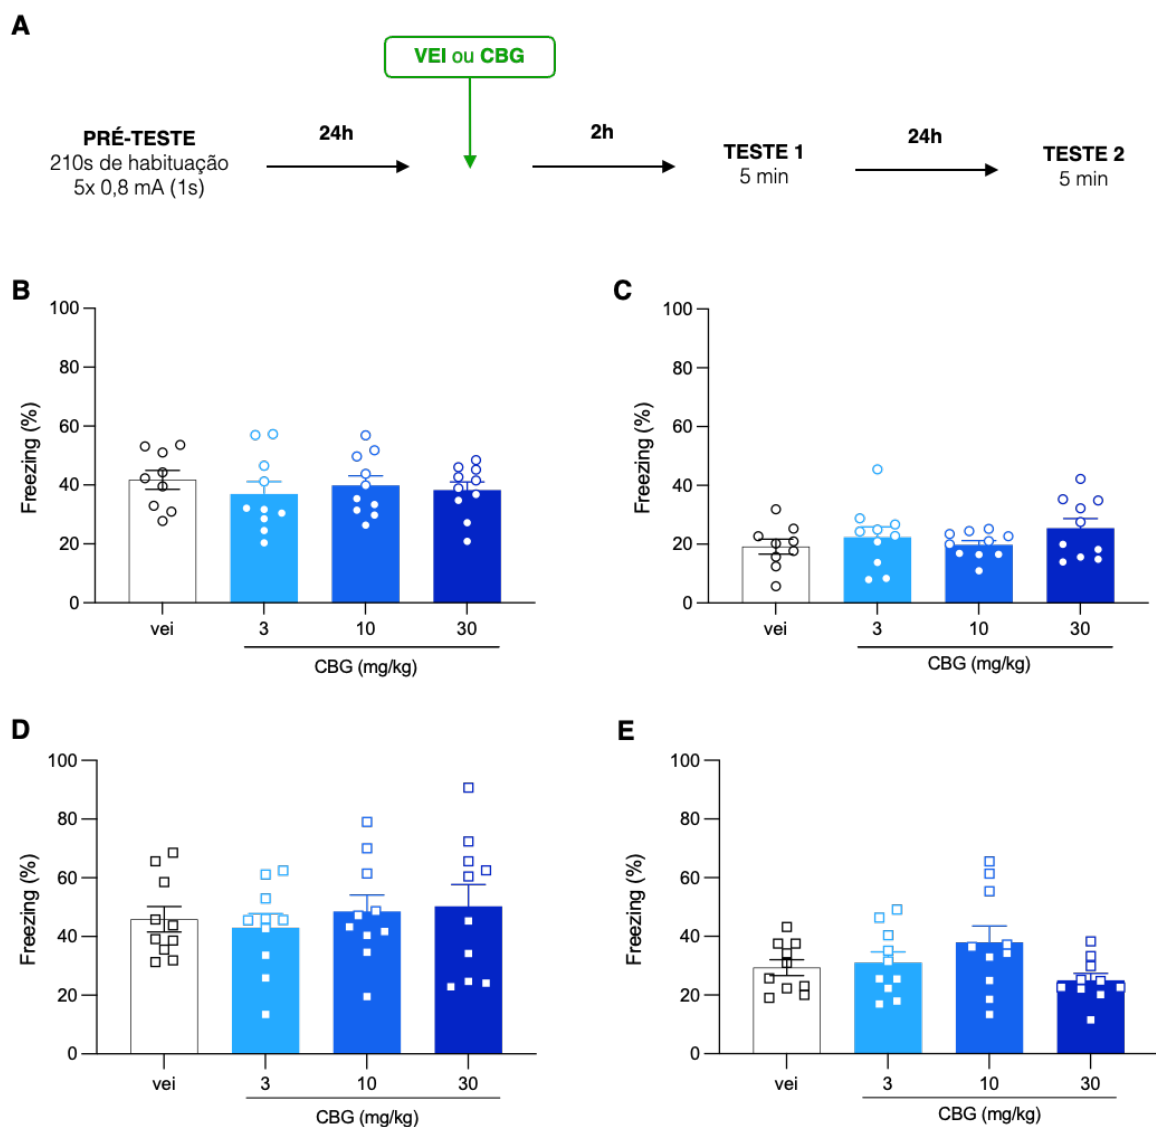 A
VEI ou CBG
PRÉ-TESTE
210s de habituação
5x 0,8 mA (1s)
24h
2h
TESTE 1
5 min
24h
TESTE 2
5 min
B
Freezing (%)
100
80
60
40
20
0
vei
3
10
30
CBG (mg/kg)
C
Freezing (%)
100
80
60
40
20
0
vei
3
10
30
CBG (mg/kg)
D
Freezing (%)
100
80
60
40
20
0
vei
3
10
30
CBG (mg/kg)
E
Freezing (%)
100
80
60
40
20
0
vei
3
10
30
CBG (mg/kg)